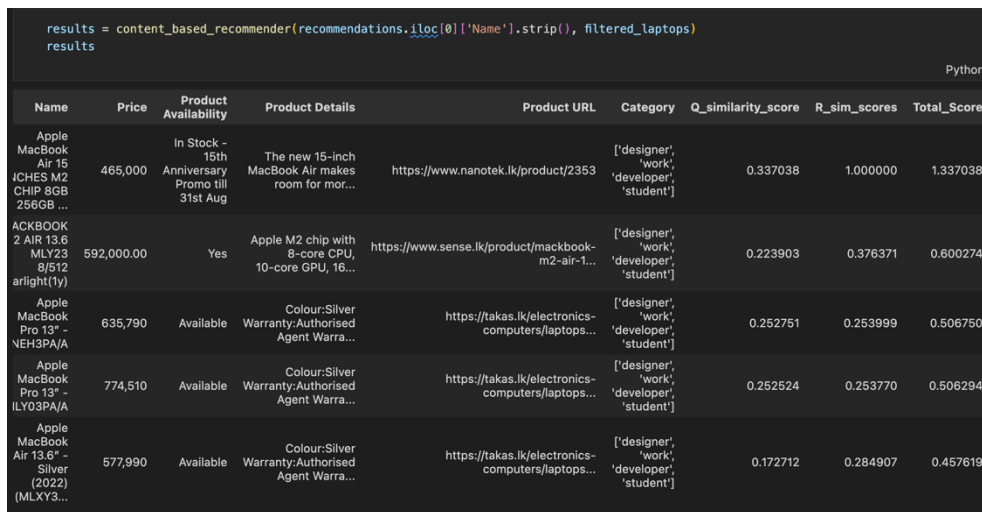 results = content_based_recommender(recommendations.iloc[0]['Name'].strip(), filtered_laptops)
results
Python
Name Price Product Availability Product Details Product URL Category Q_similarity_score R_sim_scores Total_Score
Apple
MacBook
Air 15
NCHES M2
CHIP 8GB
256GB ...
465,000
In Stock -
15th
Anniversary
Promo till
31st Aug
The new 15-inch
MacBook Air makes
room for mor...
https://www.nanotek.lk/product/2353
['designer',
'work',
'developer',
'student']
0.337038
1.000000
1.337038
ACKBOOK
2 AIR 13.6
MLY23
8/512
arlight(1y)
592,000.00
Yes
Apple M2 chip with
8-core CPU,
10-core GPU, 16...
https://www.sense.lk/product/mackbook-
m2-air-1...
['designer',
'work',
'developer',
'student']
0.223903
0.376371
0.600274
Apple
MacBook
Pro 13" -
NEH3PA/A
635,790
Available
Colour:Silver
Warranty:Authorised
Agent Warra...
https://takas.lk/electronics-
computers/laptops...
['designer',
'work',
'developer',
'student']
0.252751
0.253999
0.506750
Apple
MacBook
Pro 13" -
ILY03PA/A
774,510
Available
Colour:Silver
Warranty:Authorised
Agent Warra...
https://takas.lk/electronics-
computers/laptops...
['designer',
'work',
'developer',
'student']
0.252524
0.253770
0.506294
Apple
MacBook
Air 13.6" -
Silver
(2022)
(MLXY3...
577,990
Available
Colour:Silver
Warranty:Authorised
Agent Warra...
https://takas.lk/electronics-
computers/laptops...
['designer',
'work',
'developer',
'student']
0.172712
0.284907
0.457619